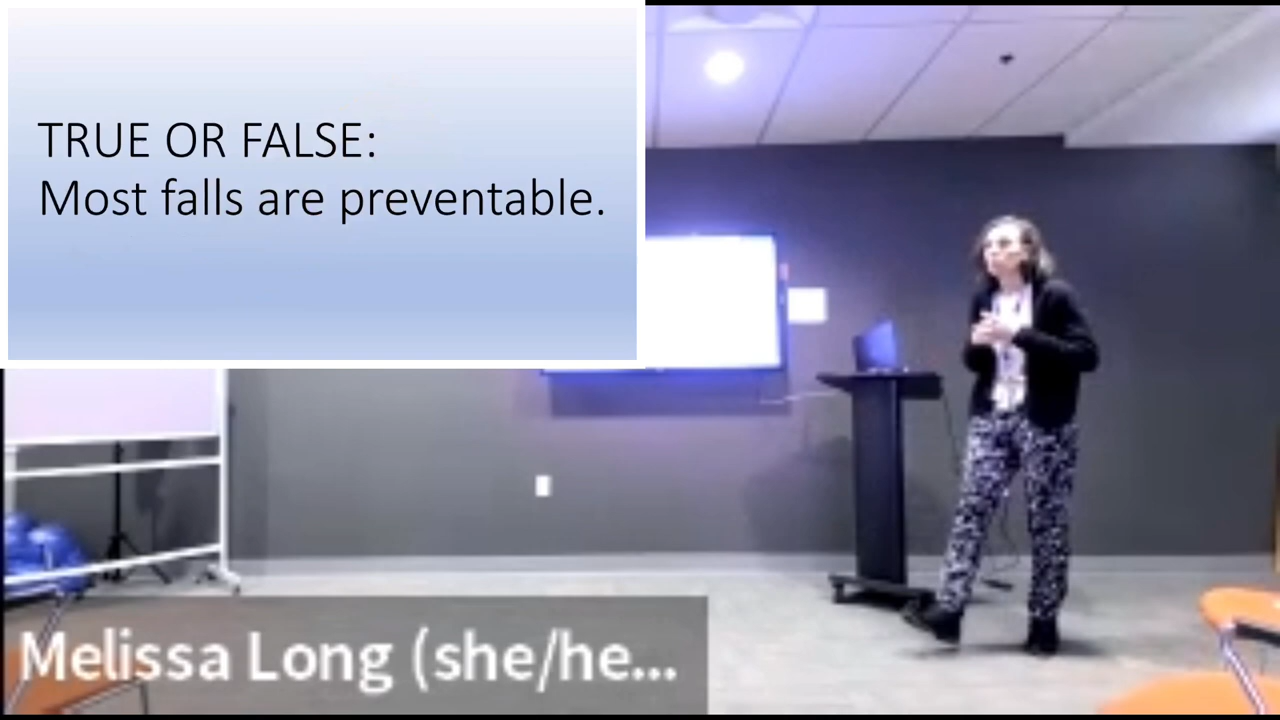 TRUE OR FALSE:
Most falls are preventable.
Melissa Long (she/he...